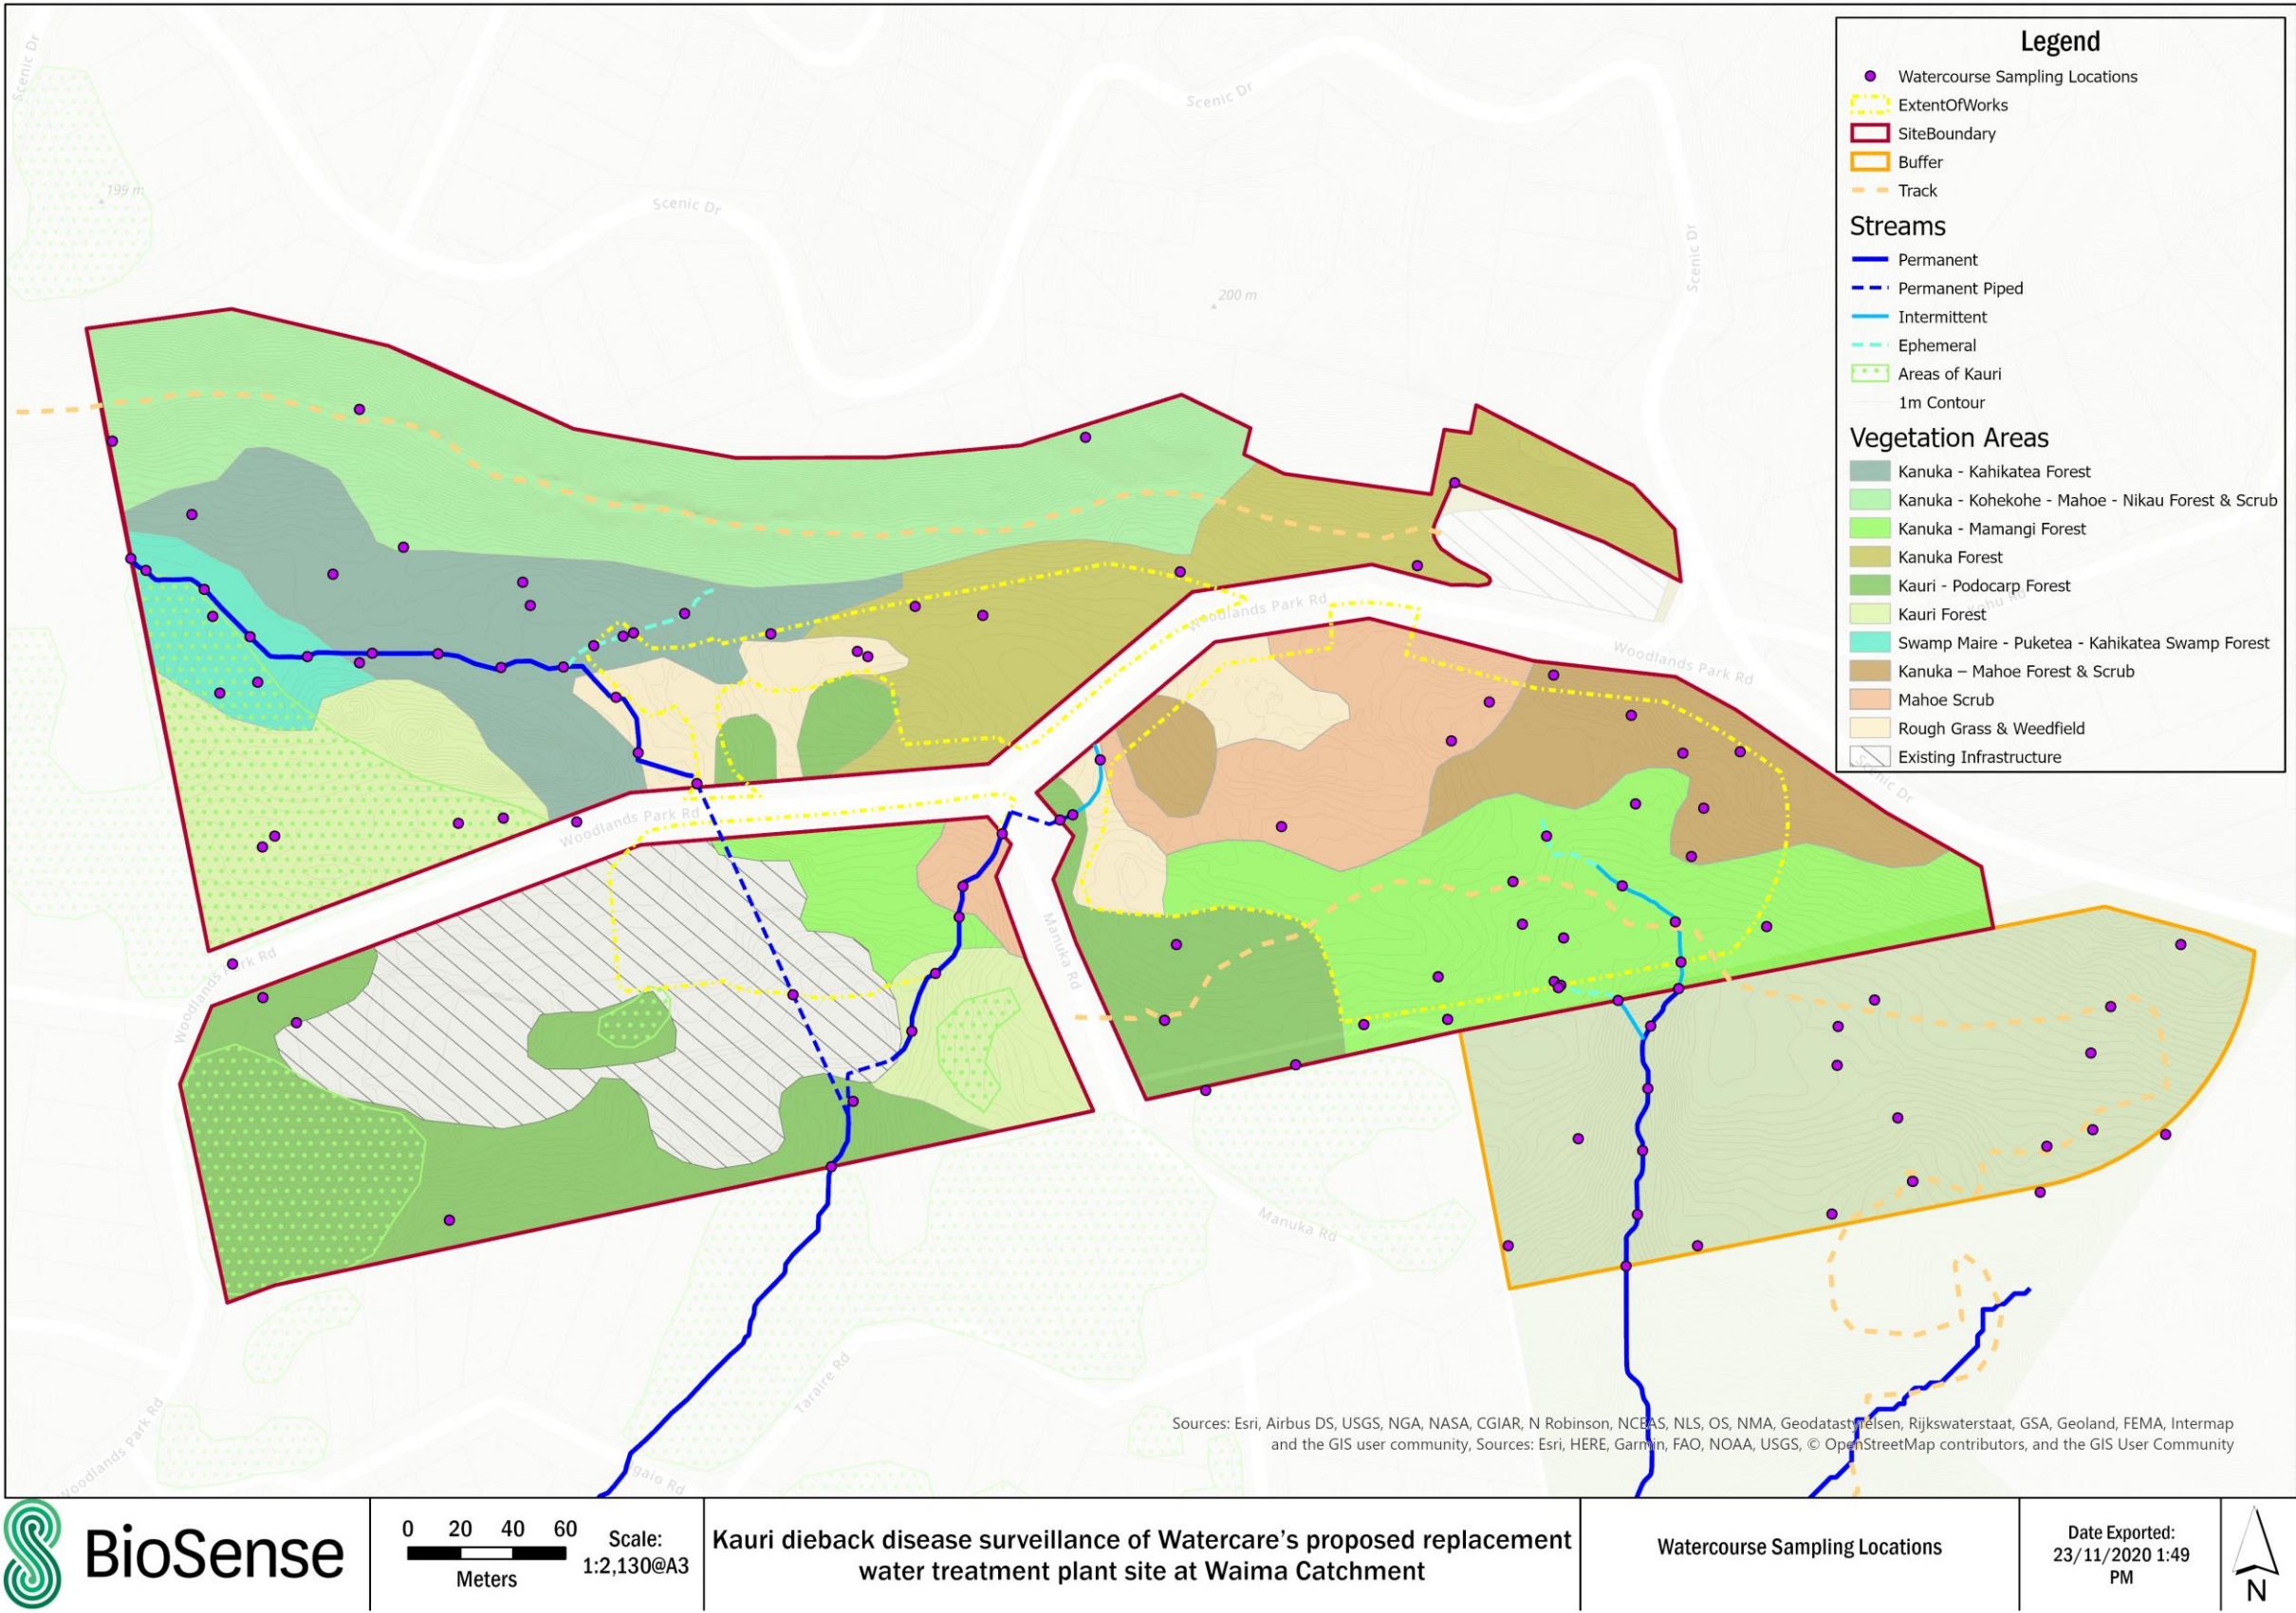 Scenic Dr
199 m
Scenic Dr
Scenic Dr
200 m
Scenic Dr
Woodlands Park Rd
Woodlands Park Rd
Scenic Dr
Woodlands Park Rd
Woodlands Park Rd
Manuka Rd
Manuka Rd
Taraire Rd
Woodlands Park Rd
Legend
Watercourse Sampling Locations
ExtentOfWorks
SiteBoundary
Buffer
Track
Streams
Permanent
Permanent Piped
Intermittent
Ephemeral
Areas of Kauri
1m Contour
Vegetation Areas
Kanuka - Kahikatea Forest
Kanuka - Kohekohe - Mahoe - Nikau Forest & Scrub
Kanuka - Mamangi Forest
Kanuka Forest
Kauri - Podocarp Forest
Kauri Forest
Swamp Maire - Puketea - Kahikatea Swamp Forest
Kanuka – Mahoe Forest & Scrub
Mahoe Scrub
Rough Grass & Weedfield
Existing Infrastructure
Sources: Esri, Airbus DS, USGS, NGA, NASA, CGIAR, N Robinson, NCEAS, NLS, OS, NMA, Geodatastyrelsen, Rijkswaterstaat, GSA, Geoland, FEMA, Intermap
and the GIS user community, Sources: Esri, HERE, Garmin, FAO, NOAA, USGS, © OpenStreetMap contributors, and the GIS User Community
BioSense
0 20 40 60
Meters
Scale:
1:2,130@A3
Kauri dieback disease surveillance of Watercare’s proposed replacement
water treatment plant site at Waima Catchment
Watercourse Sampling Locations
Date Exported:
23/11/2020 1:49
PM
N